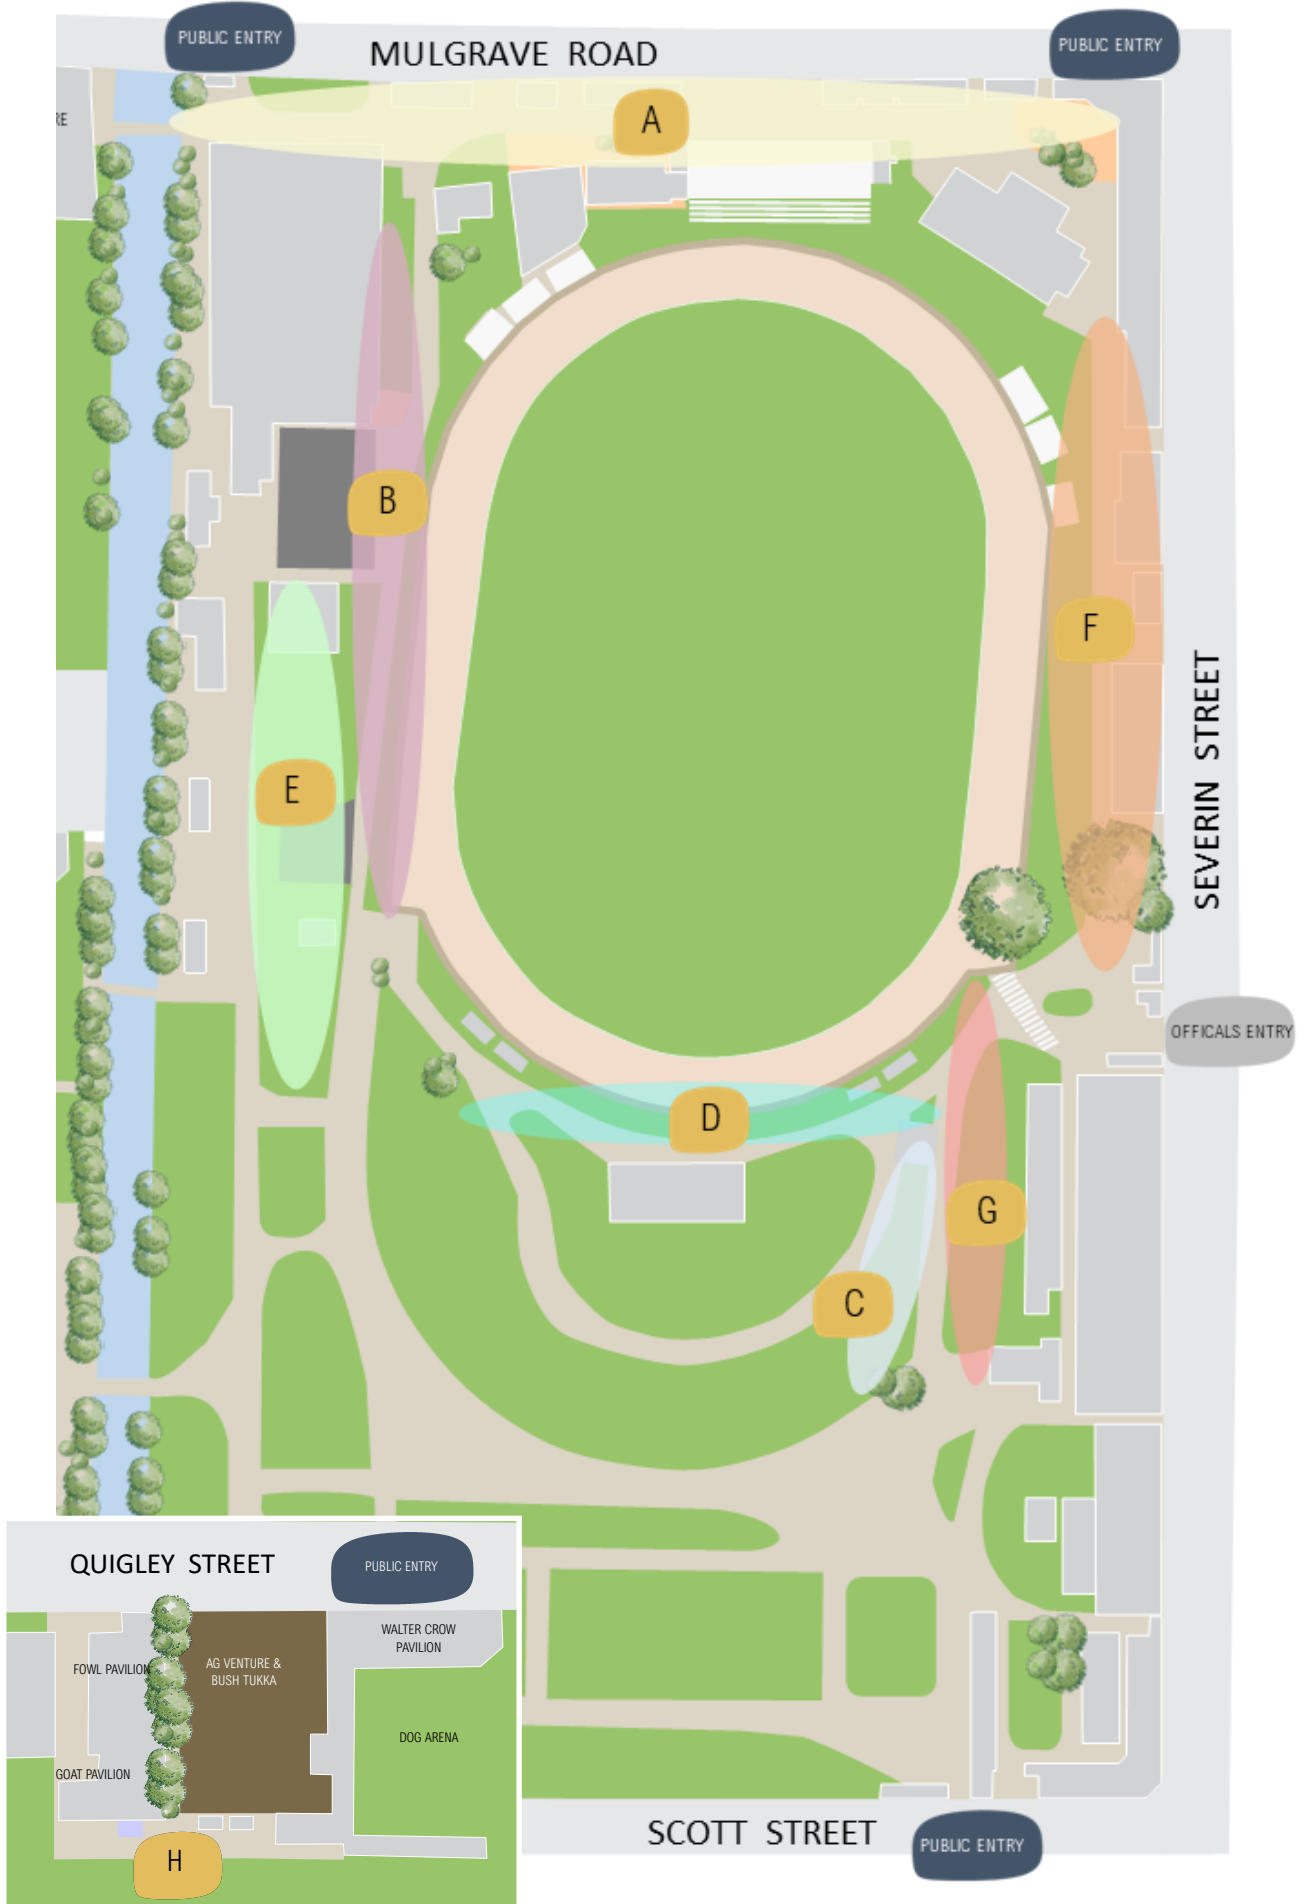 PUBLIC ENTRY
PUBLIC ENTRY
MULGRAVE ROAD
RE
A
B
F
SEVERIN STREET
E
OFFICALS ENTRY
D
G
C
QUIGLEY STREET
PUBLIC ENTRY
WALTER CROW
PAVILION
FOWL PAVILION
AG VENTURE &
BUSH TUKKA
DOG ARENA
GOAT PAVILION
H
SCOTT STREET
PUBLIC ENTRY